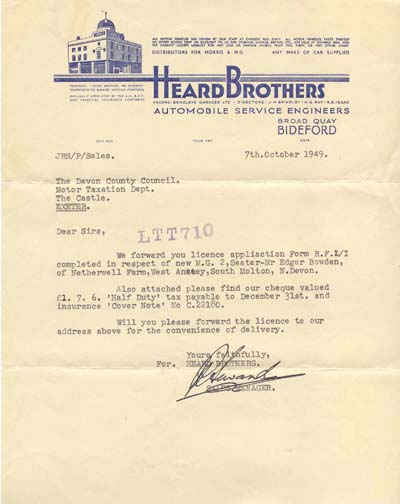 DISTRIBUTORS FOR MORRIS & M.G. ANY MAKE OF CAR SUPPLIED
HEARD BROTHERS
PROPRS: BRINSLEYS GARAGES LTD - DIRECTORS:
AUTOMOBILE SERVICE ENGINEERS
BROAD QUAY
BIDEFORD
JRS/P/Sales.
7th.October 1949.
The Devon County Council.
Motor Taxation Dept.
The Castle.
EXETER.
Dear Sirs,
LTT710
We forward you licence appliaction Form R.F.1/I
completed in respect of new M.G. 2,Seater-Mr Edgar Bowden,
of Netherwell Farm,West Anstey,South Molton, N.Devon.
Also attached please find our cheque valued
£1. 7. 6. 'Half Duty' tax payable to December 31st. and
insurance 'Cover Note' No C.22180.
Will you please forward the licence to our
address above for the convenience of delivery.
Yours faithfully,
For. HEARD BROTHERS.
SALES MANAGER.